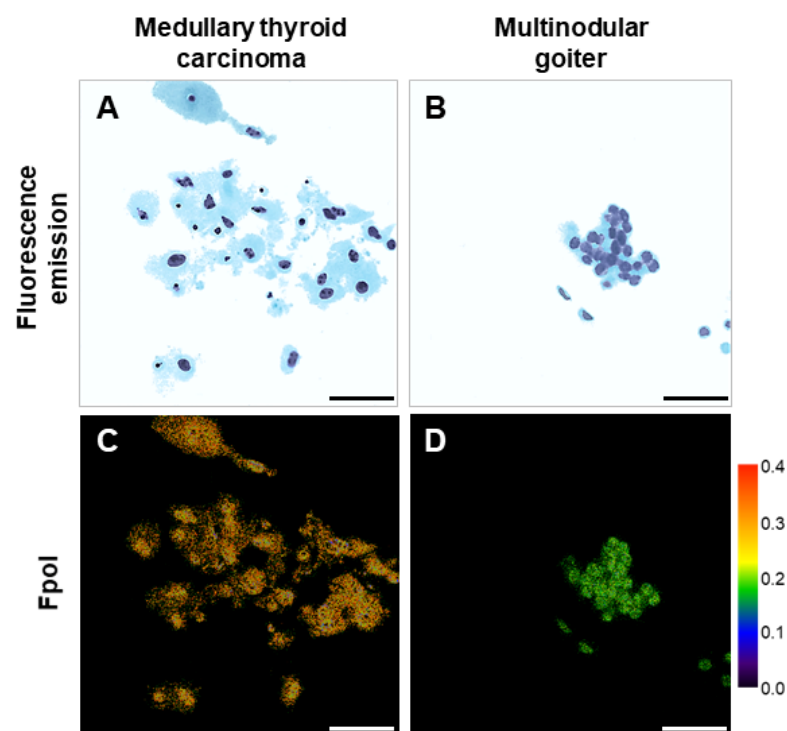 Medullary thyroid
carcinoma
Multinodular
goiter
Fluorescence
emission
A
B
Fpol
C
D
0.4
0.3
0.2
0.1
0.0